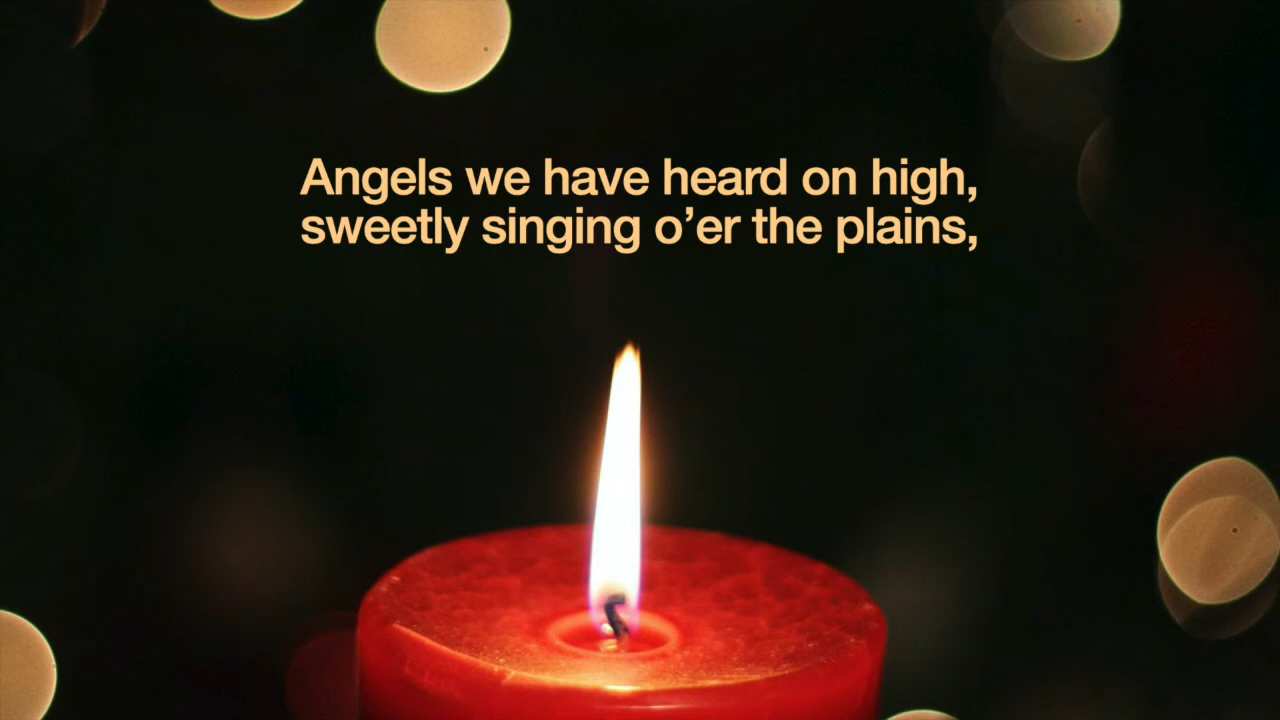 Angels we have heard on high,
sweetly singing o’er the plains,